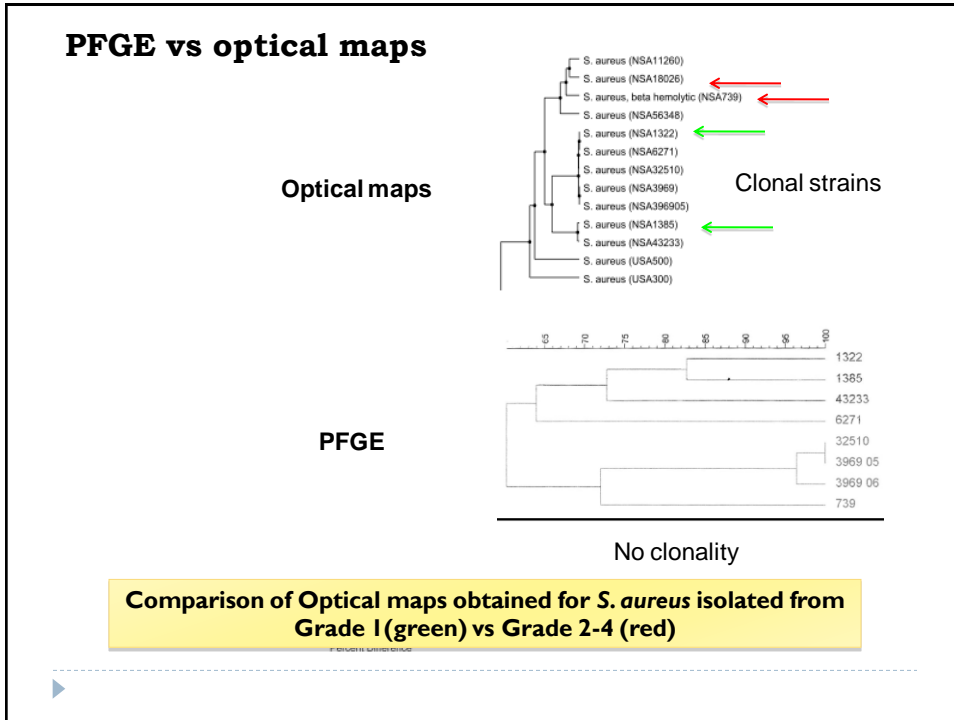 PFGE vs optical maps
S. aureus (NSA11260)
S. aureus (NSA18026)
S. aureus, beta hemolytic (NSA739)
S. aureus (NSA56348)
S. aureus (NSA1322)
S. aureus (NSA6271)
S. aureus (NSA32510)
S. aureus (NSA3969)
S. aureus (NSA396905)
S. aureus (NSA1385)
S. aureus (NSA43233)
S. aureus (USA500)
S. aureus (USA300)
Optical maps
Clonal strains
65 70 75 80 85 90 95 100
1322
1385
43233
6271
32510
3969 05
3969 06
739
PFGE
No clonality
Comparison of Optical maps obtained for S. aureus isolated from
Grade 1(green) vs Grade 2-4 (red)
Percent Difference